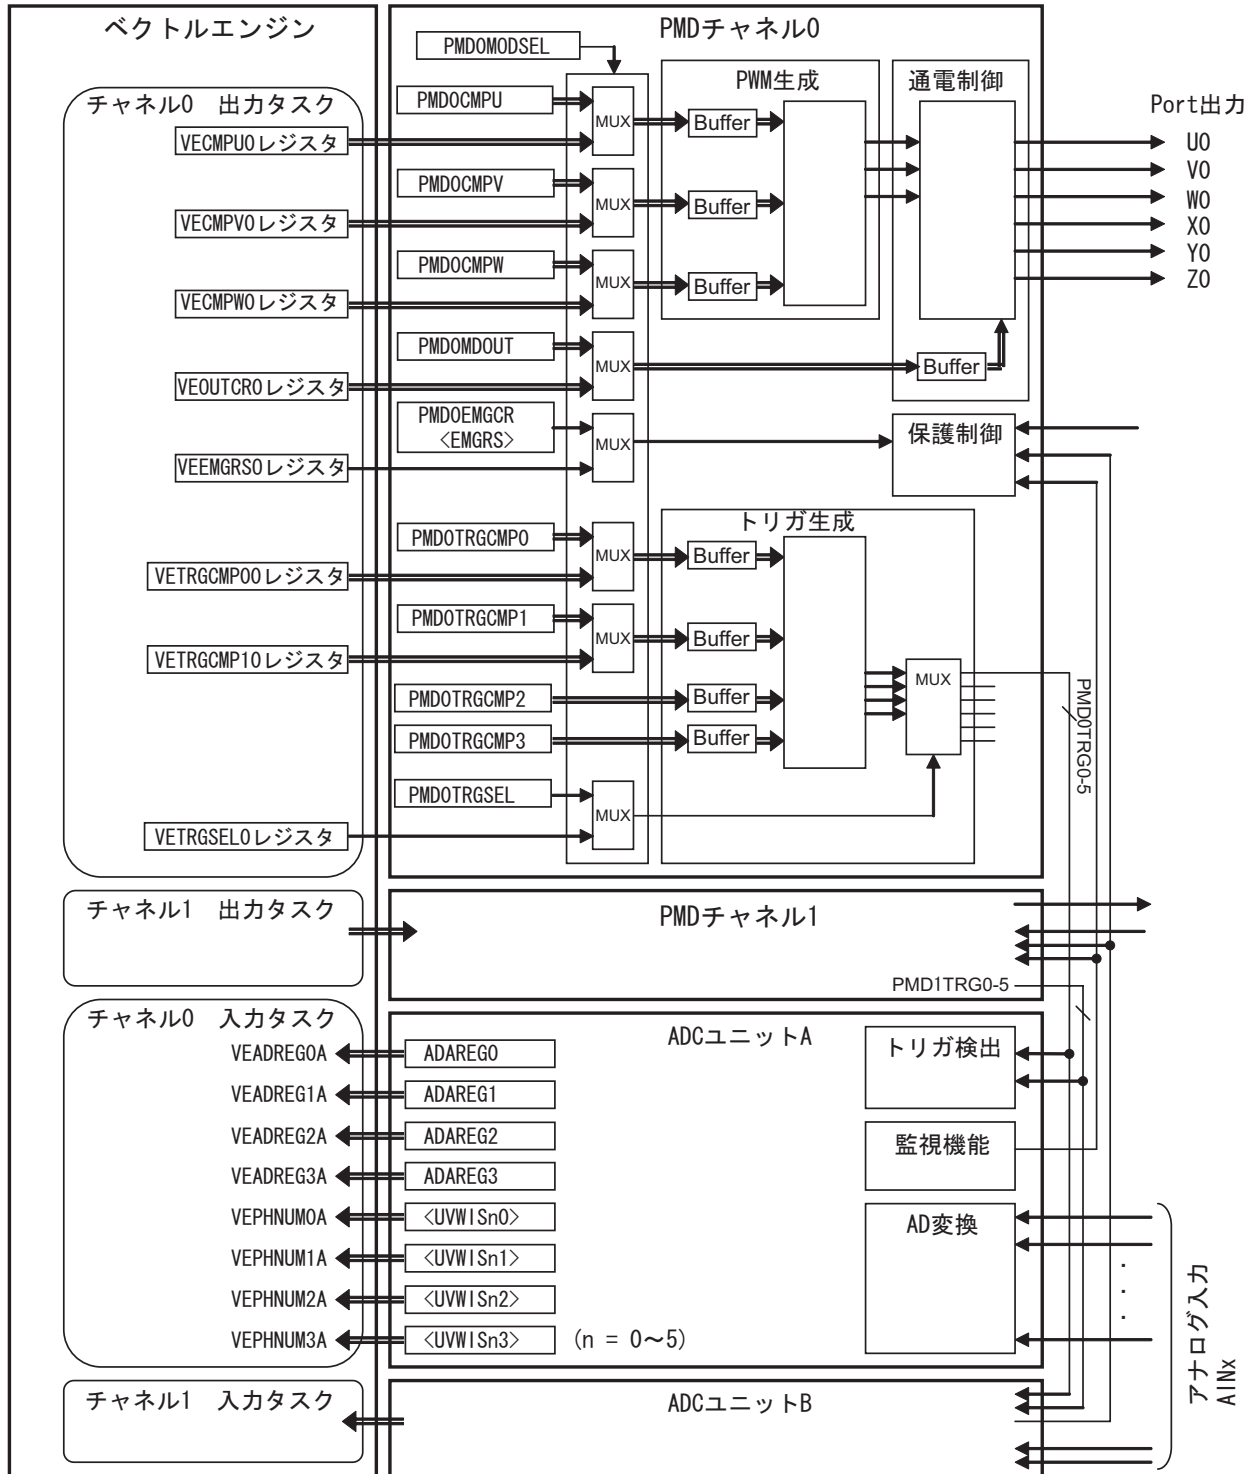 ベクトルエンジン
PMDチャネル0
PMD0MODSEL
チャネル0 出力タスク
PWM生成
通電制御
Port出力
PMD0CMPU
MUX
Buffer
VECMPU0レジスタ
U0
V0
W0
X0
Y0
Z0
PMD0CMPV
MUX
Buffer
VECMPV0レジスタ
PMD0CMPW
MUX
Buffer
VECMPW0レジスタ
PMD0MDOUT
MUX
Buffer
VEOUTCR0レジスタ
PMD0EMGCR
<EMGRS>
MUX
保護制御
VEEMGRS0レジスタ
トリガ生成
PMD0TRGCMP0
MUX
Buffer
VETRGCMP00レジスタ
PMD0TRGCMP1
MUX
Buffer
VETRGCMP10レジスタ
MUX
PMD0TRGCMP2
Buffer
PMD0TRGCMP3
Buffer
PMD0TRG0-5
PMD0TRGSEL
MUX
VETRGSEL0レジスタ
チャネル1 出力タスク
PMDチャネル1
PMD1TRG0-5
チャネル0 入力タスク
ADCユニットA
トリガ検出
VEADREG0A
ADAREG0
VEADREG1A
ADAREG1
VEADREG2A
ADAREG2
監視機能
VEADREG3A
ADAREG3
VEPHNUM0A
<UVWISn0>
AD変換
VEPHNUM1A
<UVWISn1>
VEPHNUM2A
<UVWISn2>
VEPHNUM3A
<UVWISn3>
(n = 0～5)
アナログ入力
AINx
チャネル1 入力タスク
ADCユニットB